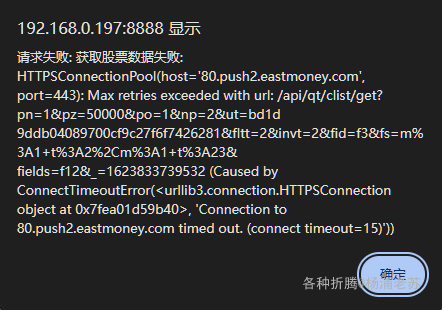 192.168.0.197:8888 显示
请求失败: 获取股票数据失败:
HTTPSConnectionPool(host='80.push2.eastmoney.com',
port=443): Max retries exceeded with url: /api/qt/clist/get?
pn=1&pz=50000&po=1&np=2&ut=bd1d
9ddb04089700cf9c27f6f7426281&fltt=2&invt=2&fid=f3&fs=m%
3A1+t%3A2%2Cm%3A1+t%3A23&
fields=f12&_=1623833739532 (Caused by
ConnectTimeoutError(<urllib3.connection.HTTPSConnection
object at 0x7fea01d59b40>, 'Connection to
80.push2.eastmoney.com timed out. (connect timeout=15)'))
确定
各种折腾